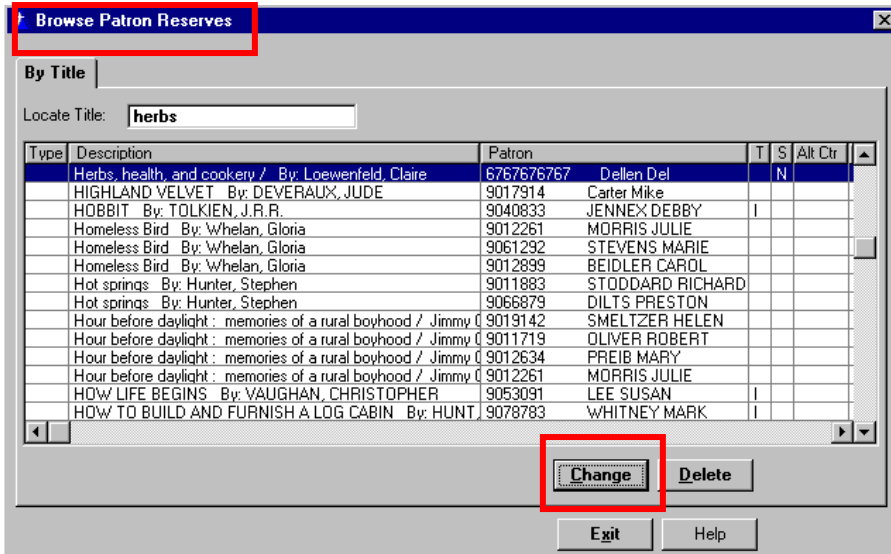 Browse Patron Reserves
By Title
Locate Title: herbs
Type Description Patron T S Alt Ctr
Herbs, health, and cookery / By: Loewenfeld, Claire 6767676767 Dellen Del N
HIGHLAND VELVET By: DEVERAUX, JUDE 9017914 Carter Mike
HOBBIT By: TOLKIEN, J.R.R. 9040833 JENNEX DEBBY I
Homeless Bird By: Whelan, Gloria 9012261 MORRIS JULIE
Homeless Bird By: Whelan, Gloria 9061292 STEVENS MARIE
Homeless Bird By: Whelan, Gloria 9012899 BEIDLER CAROL
Hot springs By: Hunter, Stephen 9011883 STODDARD RICHARD
Hot springs By: Hunter, Stephen 9066879 DILTS PRESTON
Hour before daylight : memories of a rural boyhood / Jimmy 9019142 SMELTZER HELEN
Hour before daylight : memories of a rural boyhood / Jimmy 9011719 OLIVER ROBERT
Hour before daylight : memories of a rural boyhood / Jimmy 9012634 PREIB MARY
Hour before daylight : memories of a rural boyhood / Jimmy 9012261 MORRIS JULIE
HOW LIFE BEGINS By: VAUGHAN, CHRISTOPHER 9053091 LEE SUSAN I
HOW TO BUILD AND FURNISH A LOG CABIN By: HUNT, 9078783 WHITNEY MARK I
Change Delete
Exit Help